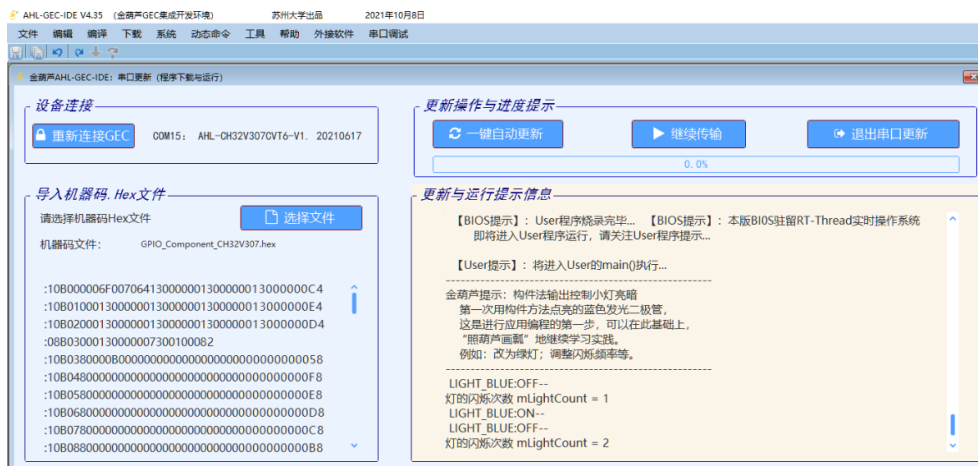 AHL-GEC-IDE V4.35 (金葫芦GEC集成开发环境) 苏州大学出品 2021年10月8日
文件 编辑 编译 下载 系统 动态命令 工具 帮助 外接软件 串口调试
金葫芦AHL-GEC-IDE: 串口更新 (程序下载与运行)
设备连接
重新连接GEC COM15: AHL-CH32V307CVT6-V1. 20210617
更新操作与进度提示
一键自动更新 继续传输 退出串口更新
0.0%
导入机器码.Hex文件
请选择机器码Hex文件 选择文件
机器码文件: GPIO_Component_CH32V307.hex
:10B000006F007064130000001300000013000000C4
:10B0100013000000130000001300000013000000E4
:10B0200013000000130000001300000013000000D4
:08B030001300000007300100082
:10B0380000B0000000000000000000000000000058
:10B0480000000000000000000000000000000000F8
:10B0580000000000000000000000000000000000E8
:10B0680000000000000000000000000000000000D8
:10B0780000000000000000000000000000000000C8
:10B0880000000000000000000000000000000000B8
更新与运行提示信息
【BIOS提示】: User程序烧录完毕... 【BIOS提示】: 本版BIOS驻留RT-Thread实时操作系统
即将进入User程序运行, 请关注User程序提示...
【User提示】: 将进入User的main()执行...
------------------------------------------------------
金葫芦提示: 构件法输出控制小灯亮暗
第一次用构件方法点亮的蓝色发光二极管,
这是进行应用编程的第一步, 可以在此基础上,
“照葫芦画瓢” 地继续学习实践。
例如: 改为绿灯; 调整闪烁频率等。
------------------------------------------------------
LIGHT_BLUE:OFF--
灯的闪烁次数 mLightCount = 1
LIGHT_BLUE:ON--
LIGHT_BLUE:OFF--
灯的闪烁次数 mLightCount = 2